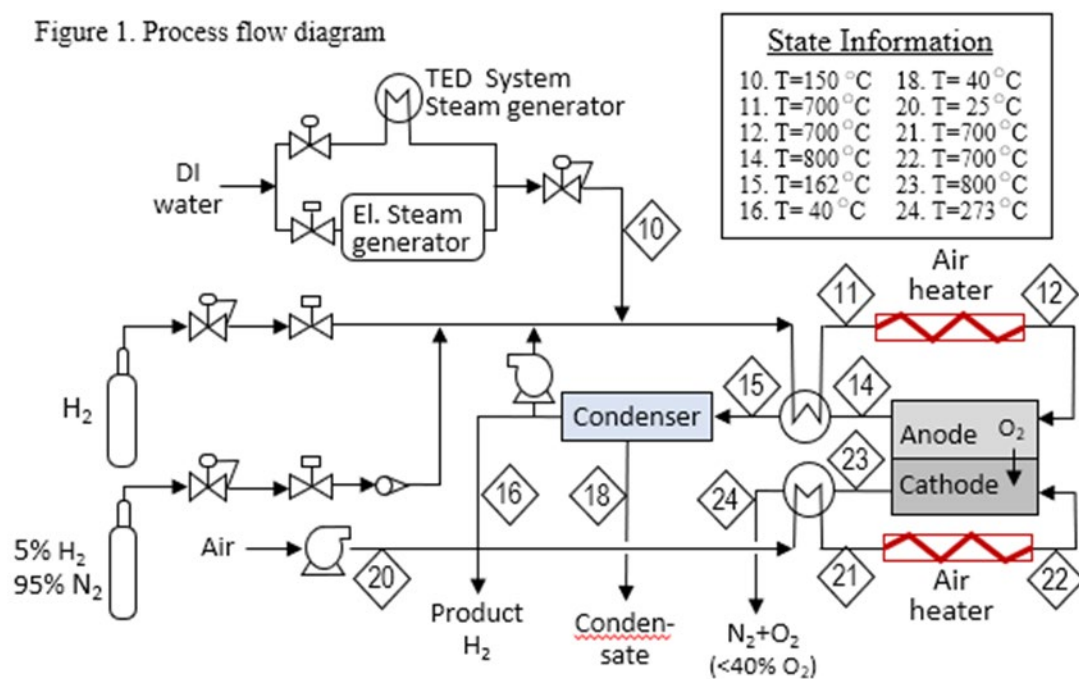 Figure 1. Process flow diagram
State Information
10. T=150 °C 18. T= 40 °C
11. T=700 °C 20. T= 25 °C
12. T=700 °C 21. T=700 °C
14. T=800 °C 22. T=700 °C
15. T=162 °C 23. T=800 °C
16. T= 40 °C 24. T=273 °C
TED System
Steam generator
DI
water
El. Steam
generator
10
Air
heater
11
12
H₂
15
14
Condenser
Anode O₂
Cathode
23
24
16
18
5% H₂
95% N₂
Air
20
21
22
Air
heater
Product
H₂
Conden-
sate
N₂+O₂
(<40% O₂)